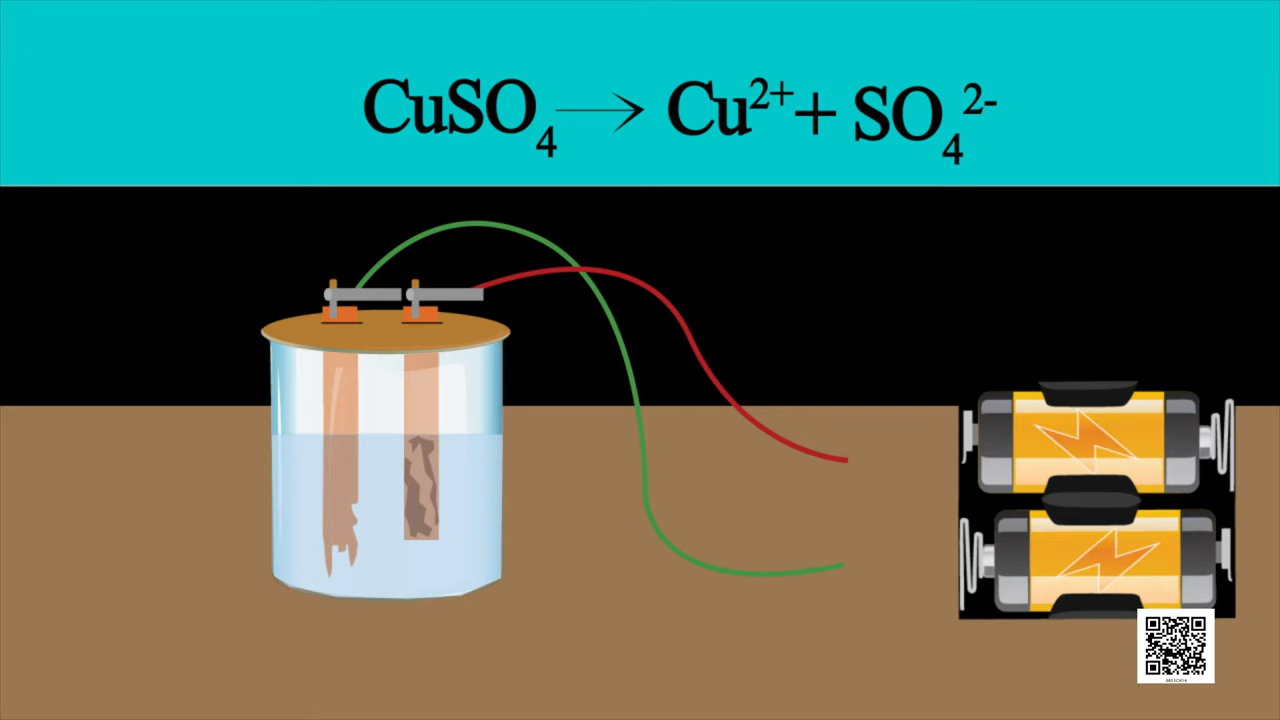 CuSO₄ → Cu²⁺ + SO₄²⁻